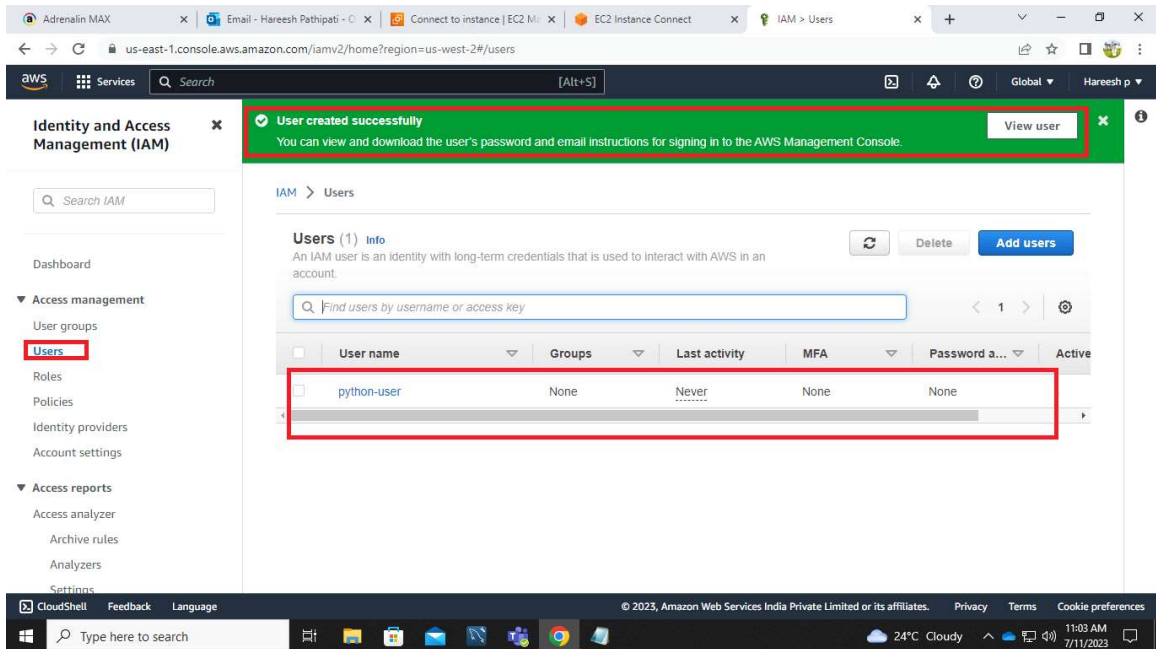 Adrenalin MAX
Email - Hareesh Pathipati - O
Connect to instance | EC2 Ma
EC2 Instance Connect
IAM > Users
us-east-1.console.aws.amazon.com/iamv2/home?region=us-west-2#/users
aws Services Search [Alt+S] Global Hareesh p
Identity and Access
Management (IAM)
Search IAM
Dashboard
Access management
User groups
Users
Roles
Policies
Identity providers
Account settings
Access reports
Access analyzer
Archive rules
Analyzers
Settings
User created successfully
You can view and download the user's password and email instructions for signing in to the AWS Management Console.
View user
IAM > Users
Users (1) Info
An IAM user is an identity with long-term credentials that is used to interact with AWS in an
account.
Delete
Add users
Find users by username or access key
1
User name Groups Last activity MFA Password a... Active
python-user None Never None None
CloudShell Feedback Language © 2023, Amazon Web Services India Private Limited or its affiliates. Privacy Terms Cookie preferences
Type here to search
24°C Cloudy
11:03 AM
7/11/2023